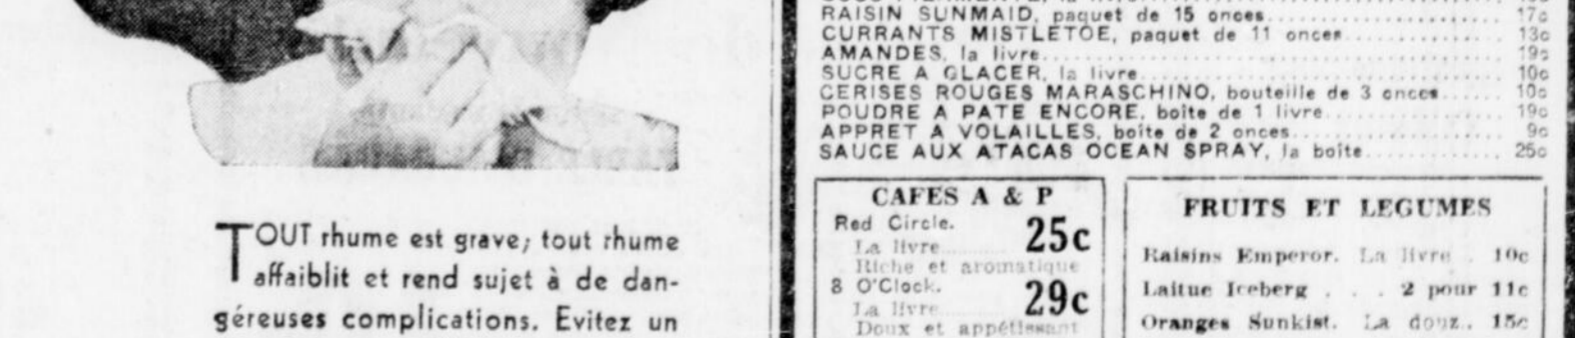 TOUT rhume est grave; tout rhume
affaiblit et rend sujet à de dan-
géreuses complications. Evitez un
RAISIN SUNMAID, paquet de 15 onces 17c
CURRANTS MISTLETOE, paquet de 11 onces 13c
AMANDES, la livre 19c
SUCRE A GLACER, la livre 10c
CERISES ROUGES MARASCHINO, bouteille de 3 onces 10c
POUDRE A PATE ENCORE, boîte de 1 livre 19c
APPRET A VOLAILLES, boîte de 2 onces 9c
SAUCE AUX ATACAS OCEAN SPRAY, la boîte 25c
CAFES A & P
Red Circle.
La livre 25c
Riche et aromatique
8 O'Clock.
La livre 29c
Doux et appétissant
FRUITS ET LEGUMES
Raisins Emperor. La livre . 10c
Laitue Iceberg . . . 2 pour 11c
Oranges Sunkist. La douz.. 15c